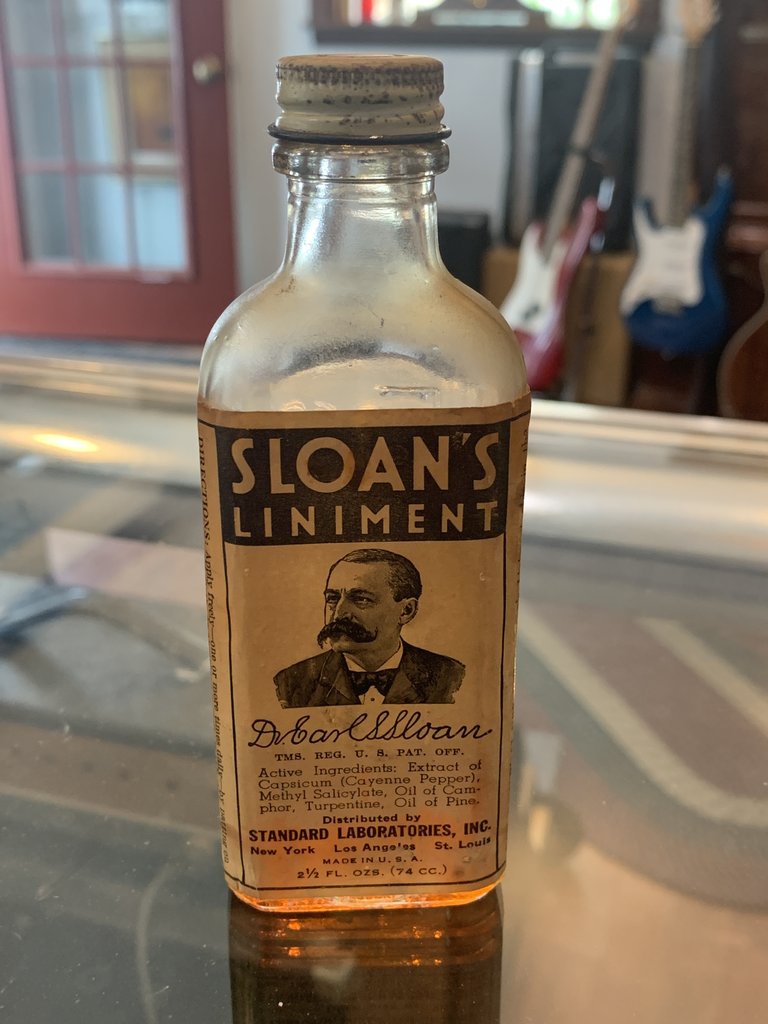 SLOAN'S
LINIMENT
Dr. Earl S Sloan
TMS. REG. U. S. PAT. OFF.
Active Ingredients: Extract of
Capsicum (Cayenne Pepper),
Methyl Salicylate, Oil of Cam-
phor, Turpentine, Oil of Pine.
Distributed by
STANDARD LABORATORIES, INC.
New York Los Angeles St. Louis
MADE IN U. S. A.
2½ FL. OZS. (74 CC.)
DIRECTIONS: Apply freely—one or more times daily, by